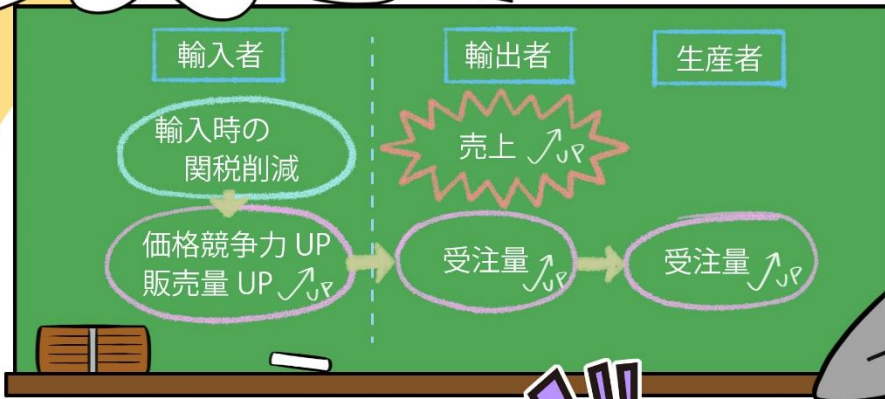 輸入者
輸出者
生産者
輸入時の
関税削減
売上 UP
価格競争力 UP
販売量 UP UP
受注量 UP
受注量 UP